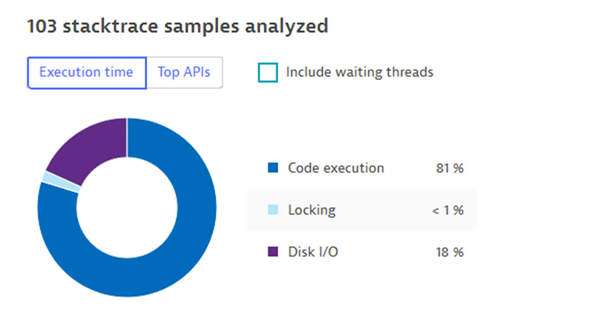 103 stacktrace samples analyzed
Execution time Top APIs Include waiting threads
Code execution 81 %
Locking < 1 %
Disk I/O 18 %